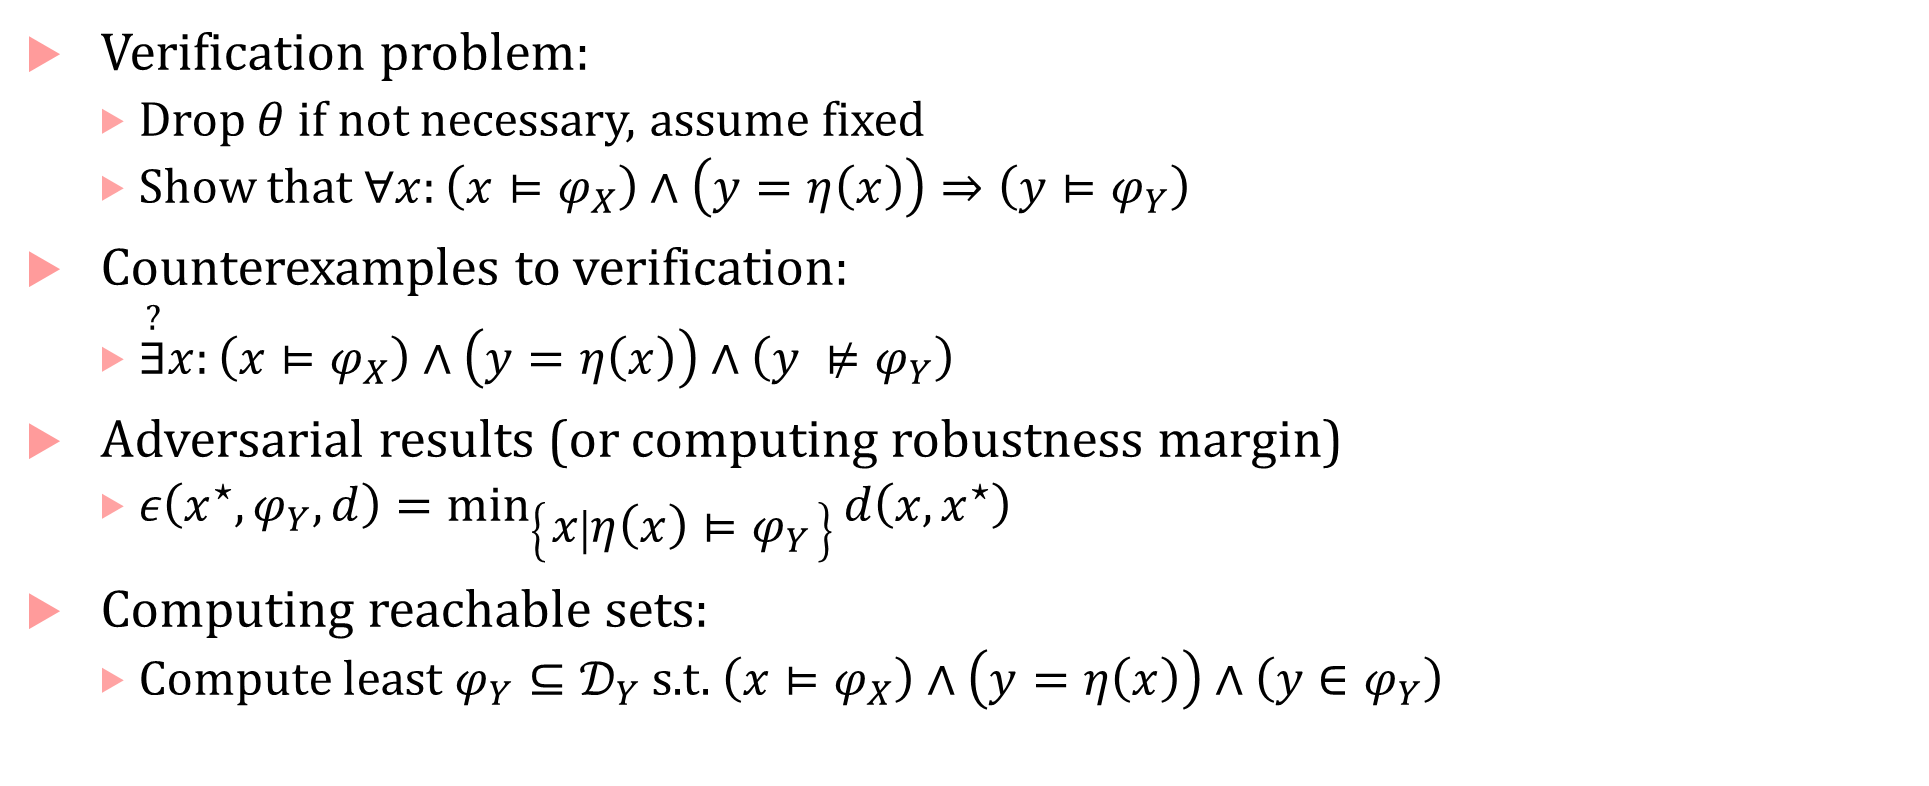 Verification problem:
Drop θ if not necessary, assume fixed
Show that ∀x: (x ⊨ φ_X) ∧ (y = η(x)) ⇒ (y ⊨ φ_Y)
Counterexamples to verification:
∃^? x: (x ⊨ φ_X) ∧ (y = η(x)) ∧ (y ⊭ φ_Y)
Adversarial results (or computing robustness margin)
ϵ(x^⋆, φ_Y, d) = min_{x|η(x) ⊨ φ_Y} d(x, x^⋆)
Computing reachable sets:
Compute least φ_Y ⊆ 𝒟_Y s.t. (x ⊨ φ_X) ∧ (y = η(x)) ∧ (y ∈ φ_Y)